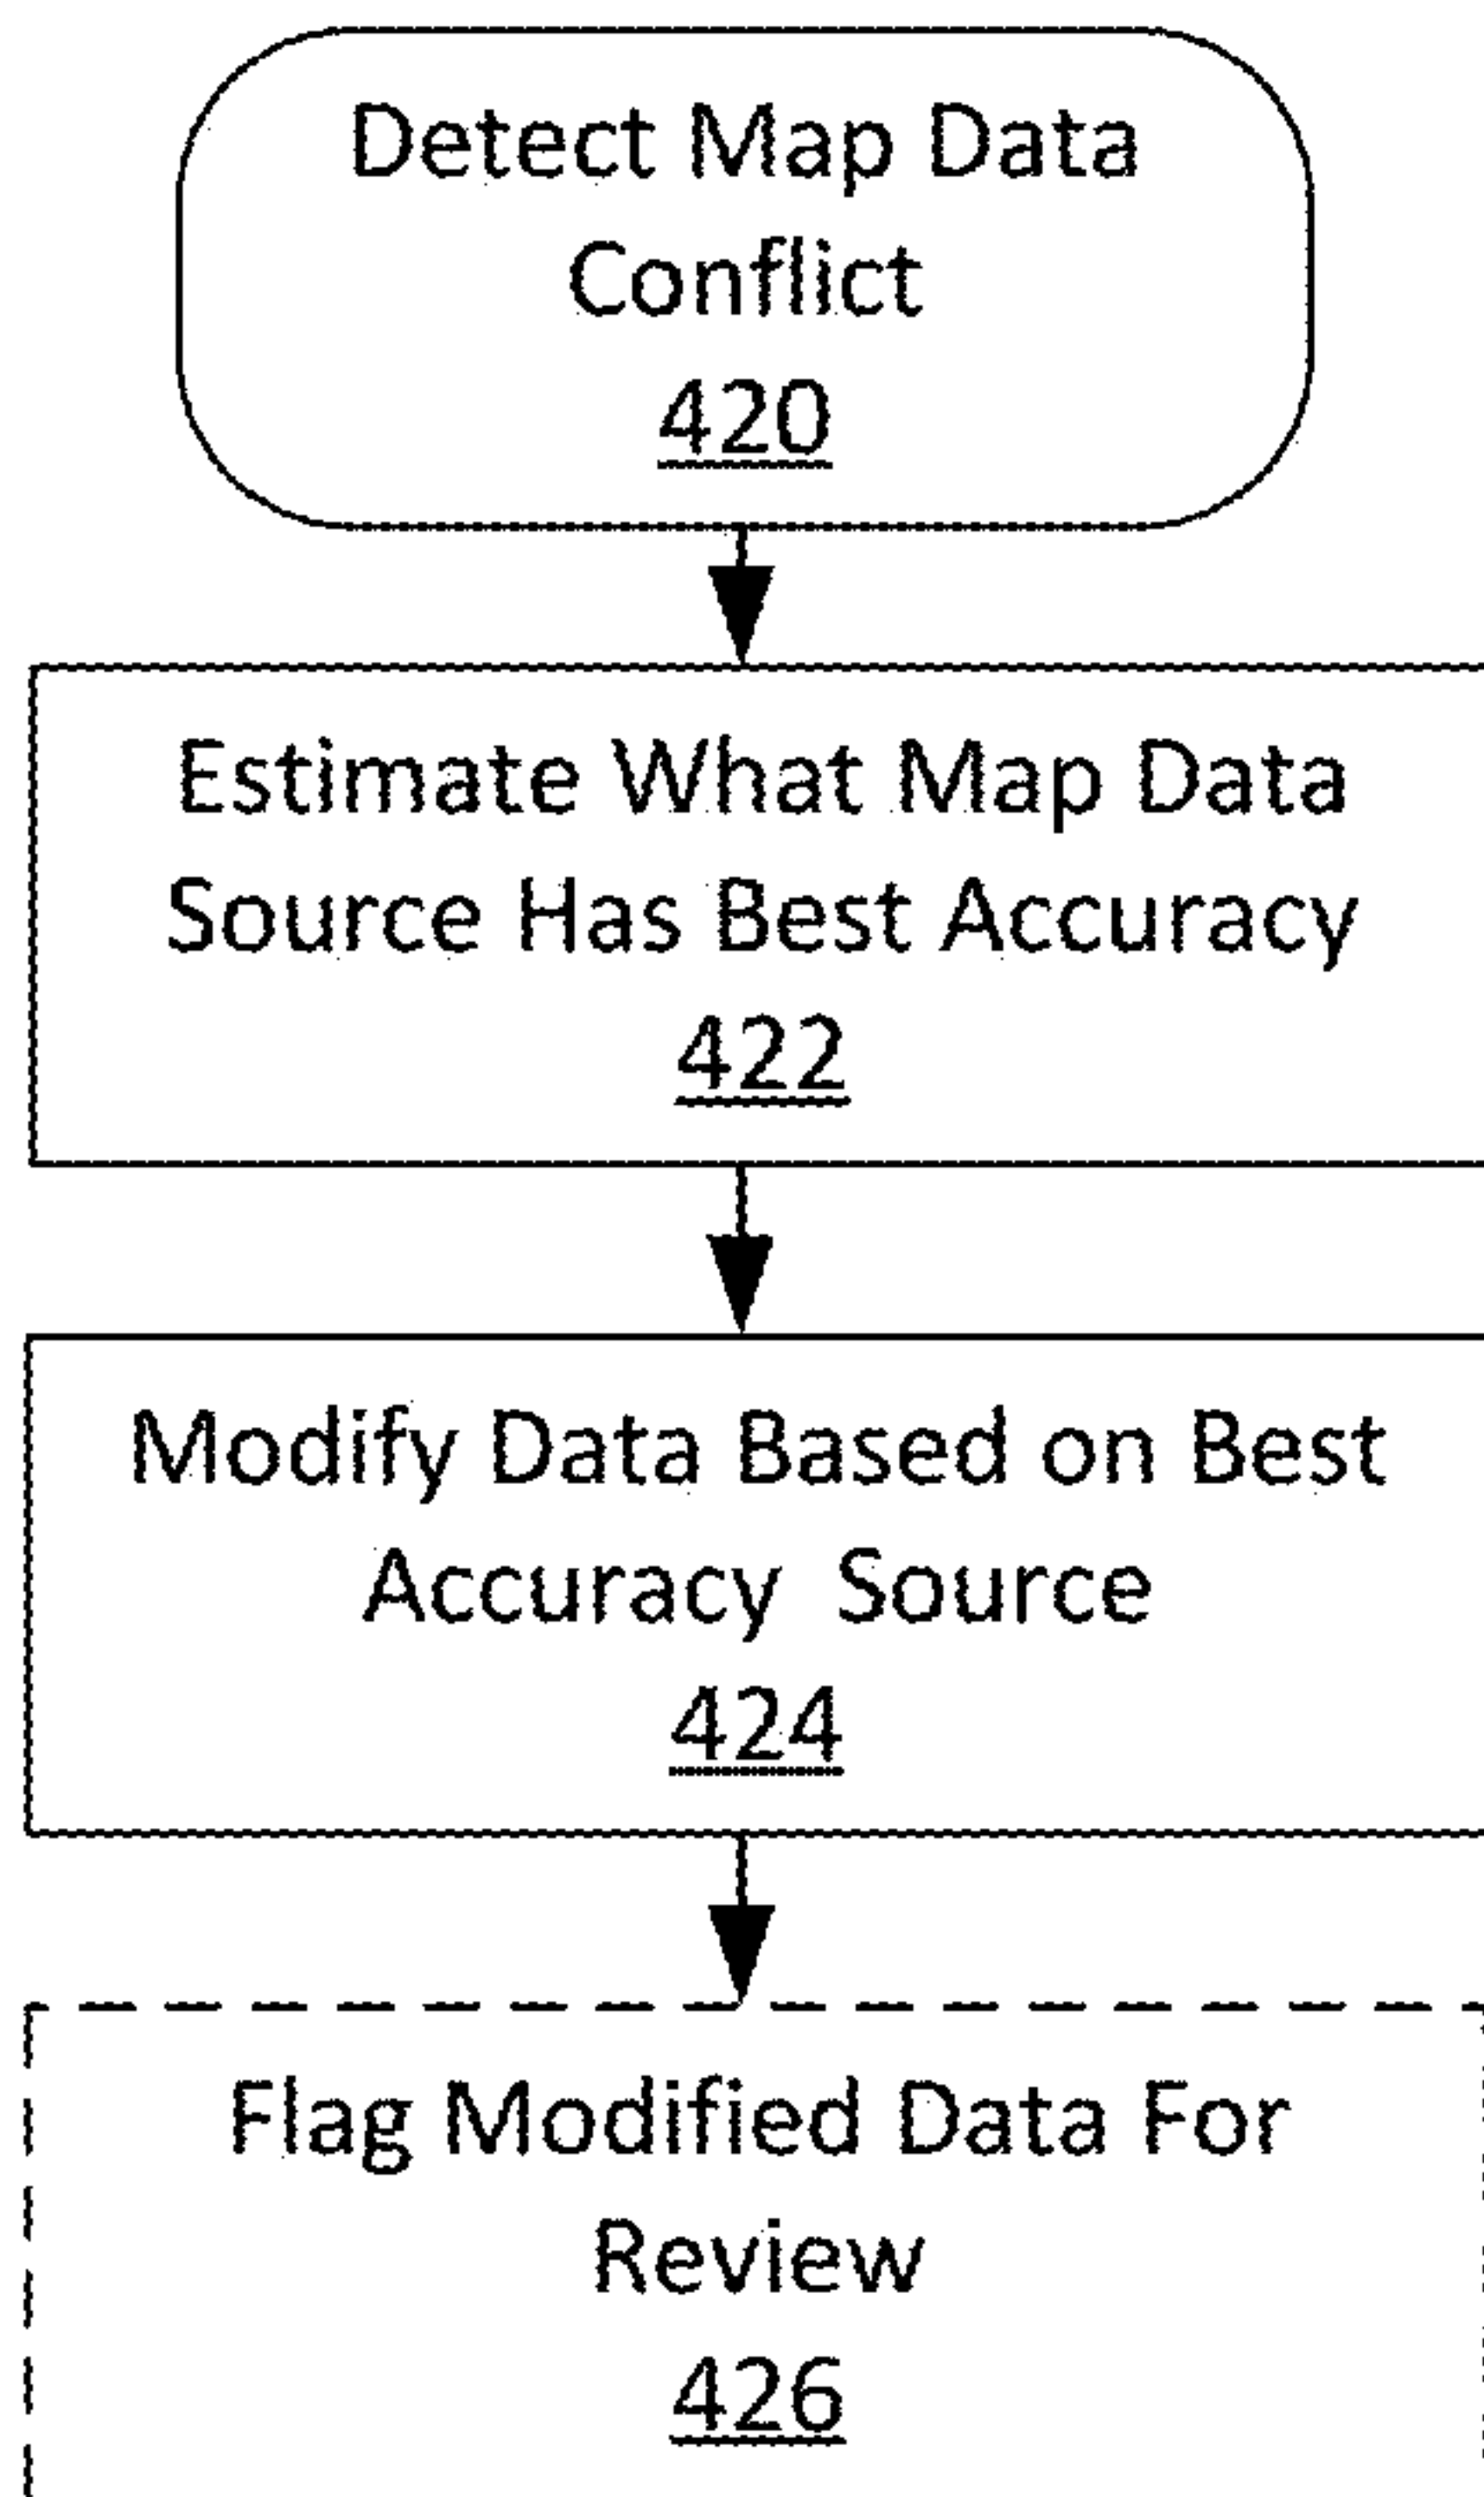 Detect Map Data
Conflict
420
Estimate What Map Data
Source Has Best Accuracy
422
Modify Data Based on Best
Accuracy Source
424
Flag Modified Data For
Review
426